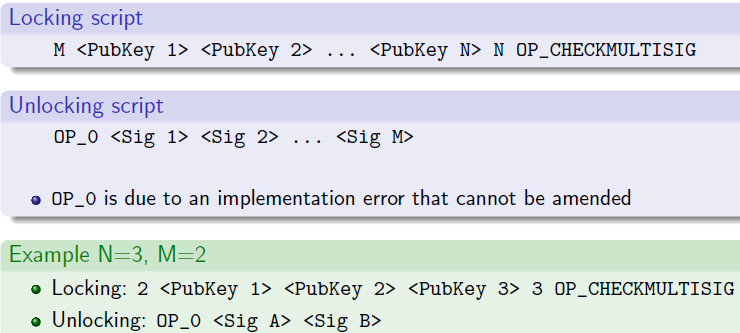 Locking script
M <PubKey 1> <PubKey 2> ... <PubKey N> N OP_CHECKMULTISIG
Unlocking script
OP_0 <Sig 1> <Sig 2> ... <Sig M>
OP_0 is due to an implementation error that cannot be amended
Example N=3, M=2
Locking: 2 <PubKey 1> <PubKey 2> <PubKey 3> 3 OP_CHECKMULTISIG
Unlocking: OP_0 <Sig A> <Sig B>